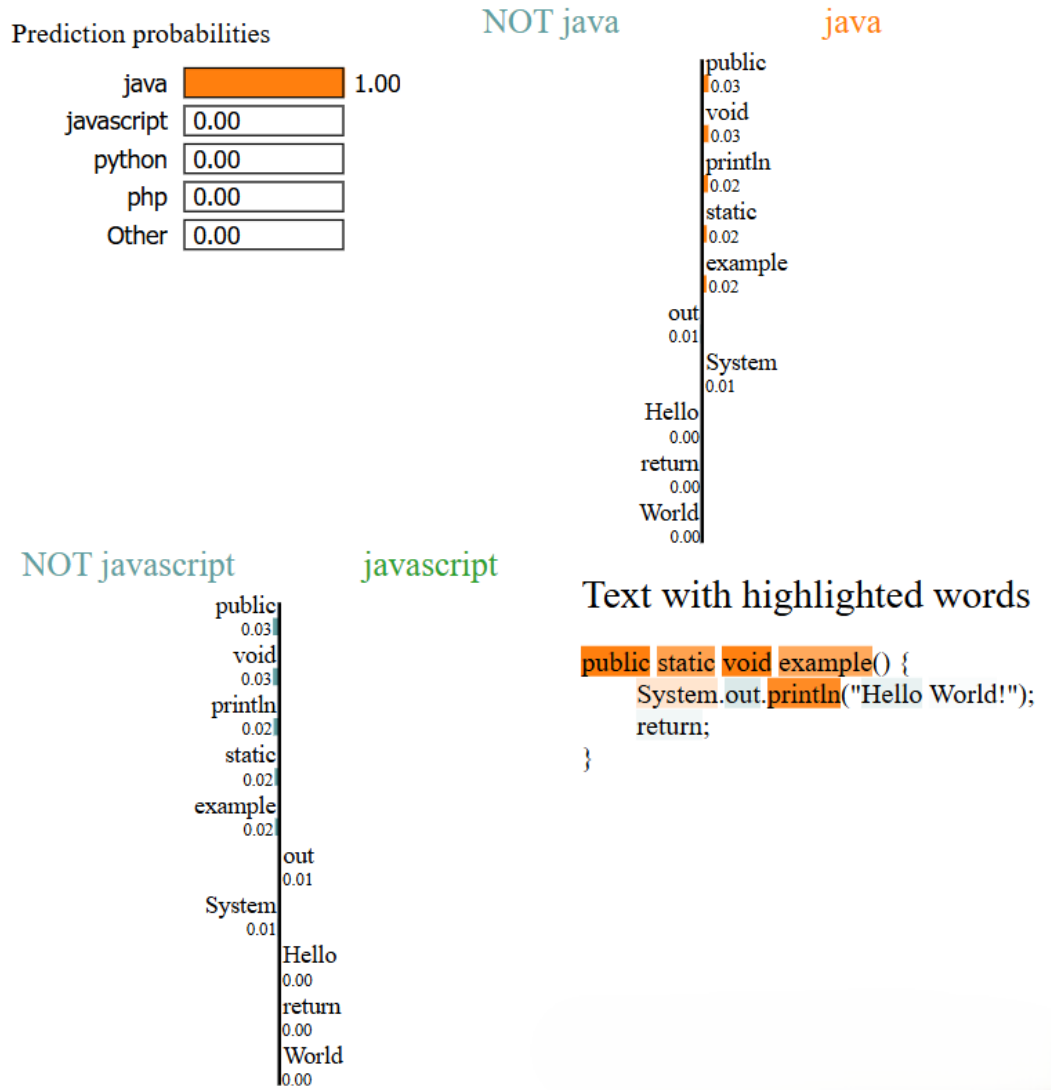 Prediction probabilities
java 1.00
javascript 0.00
python 0.00
php 0.00
Other 0.00
NOT java java
public
0.03
void
0.03
println
0.02
static
0.02
example
0.02
out
0.01
System
0.01
Hello
0.00
return
0.00
World
0.00
NOT javascript javascript
public
0.03
void
0.03
println
0.02
static
0.02
example
0.02
out
0.01
System
0.01
Hello
0.00
return
0.00
World
0.00
Text with highlighted words
public static void example() {
System.out.println("Hello World!");
return;
}